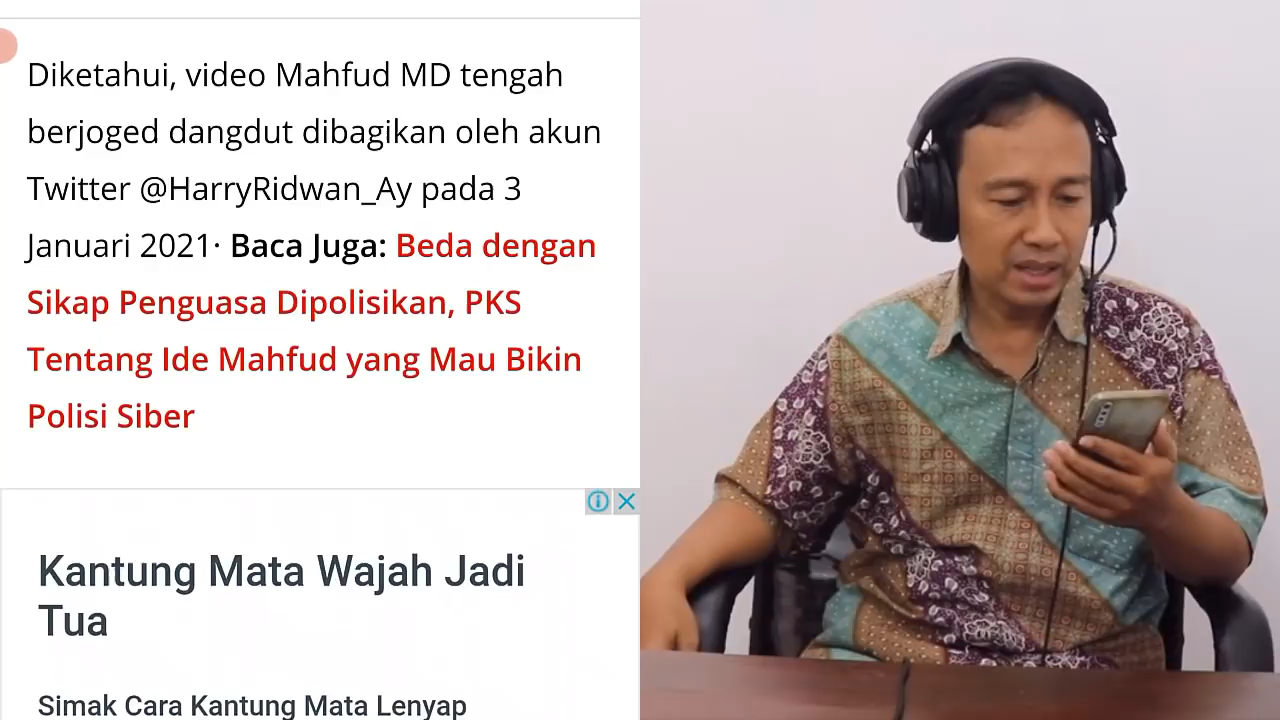 Diketahui, video Mahfud MD tengah
berjoged dangdut dibagikan oleh akun
Twitter @HarryRidwan_Ay pada 3
Januari 2021· Baca Juga: Beda dengan
Sikap Penguasa Dipolisikan, PKS
Tentang Ide Mahfud yang Mau Bikin
Polisi Siber
Kantung Mata Wajah Jadi
Tua
Simak Cara Kantung Mata Lenyap